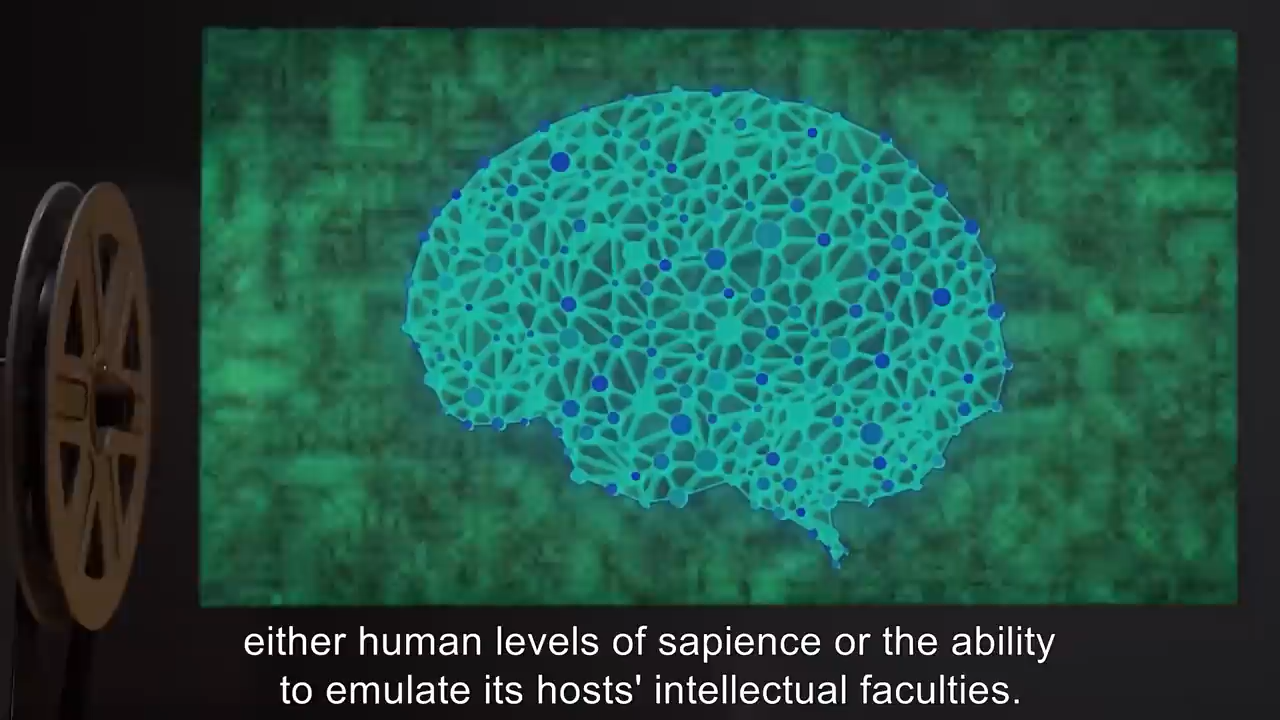 either human levels of sapience or the ability
to emulate its hosts' intellectual faculties.